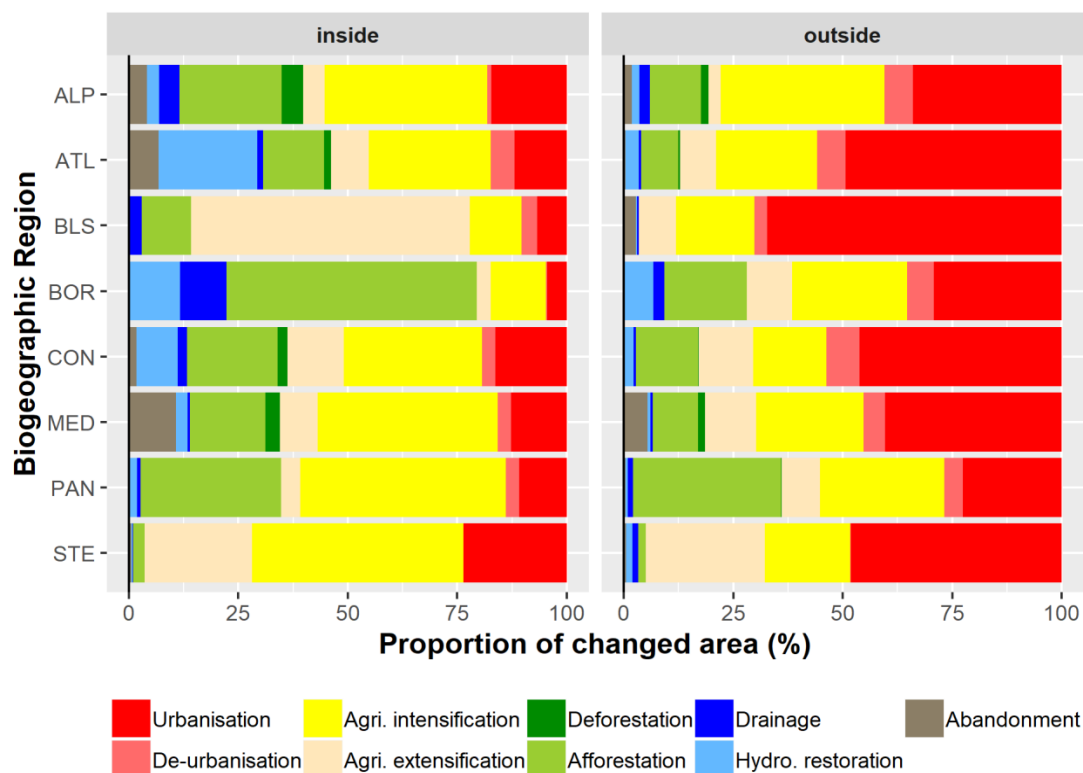 inside outside
Biogeographic Region
ALP
ATL
BLS
BOR
CON
MED
PAN
STE
0 25 50 75 100 0 25 50 75 100
Proportion of changed area (%)
Urbanisation Agri. intensification Deforestation Drainage Abandonment
De-urbanisation Agri. extensification Afforestation Hydro. restoration